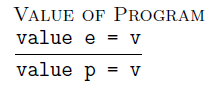 VALUE OF PROGRAM
value e = v
value p = v